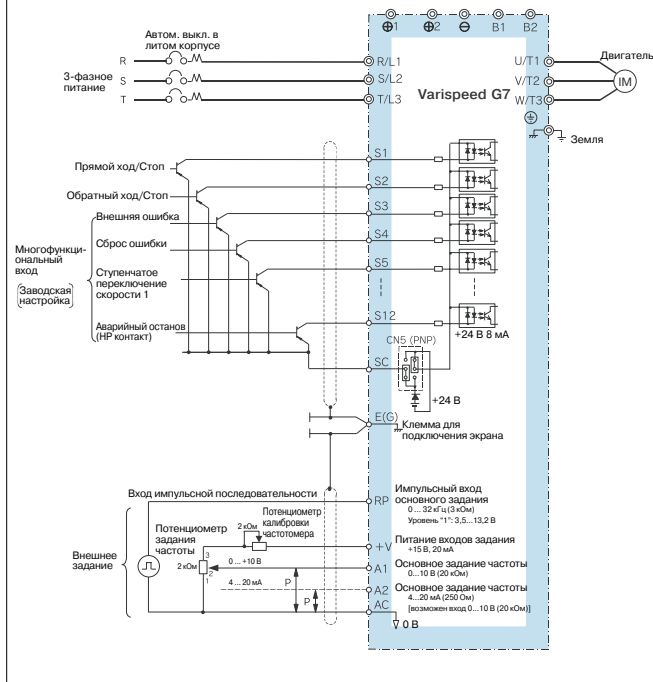 ⊕1 ⊕2 ⊖ B1 B2
Автом. выкл. в
литом корпусе
3-фазное
питание
R
S
T
R/L1
S/L2
T/L3
Varispeed G7
U/T1
V/T2
W/T3
Двигатель
IM
Земля
Прямой ход/Стоп
S1
Обратный ход/Стоп
S2
Многофункци-
ональный
вход
[Заводская
настройка]
Внешняя ошибка
S3
Сброс ошибки
S4
Ступенчатое
переключение
скорости 1
S5
Аварийный останов
(НР контакт)
S12
+24 В 8 мА
CN5 (PNP)
SC
+24 В
E(G)
Клемма для
подключения экрана
Вход импульсной последовательности
RP
Импульсный вход
основного задания
0 ... 32 кГц (3 кОм)
Уровень "1": 3,5...13,2 В
Внешнее
задание
Потенциометр
задания
частоты
2 кОм
Потенциометр
калибровки
частотомера
+V
Питание входов задания
+15 В, 20 мА
3
2 кОм
2
1
0 ... +10 В
A1
Основное задание частоты
0...10 В (20 кОм)
4 ... 20 мА
P
P
A2
Основное задание частоты
4...20 мА (250 Ом)
[возможен вход 0...10 В (20 кОм)]
AC
0 В